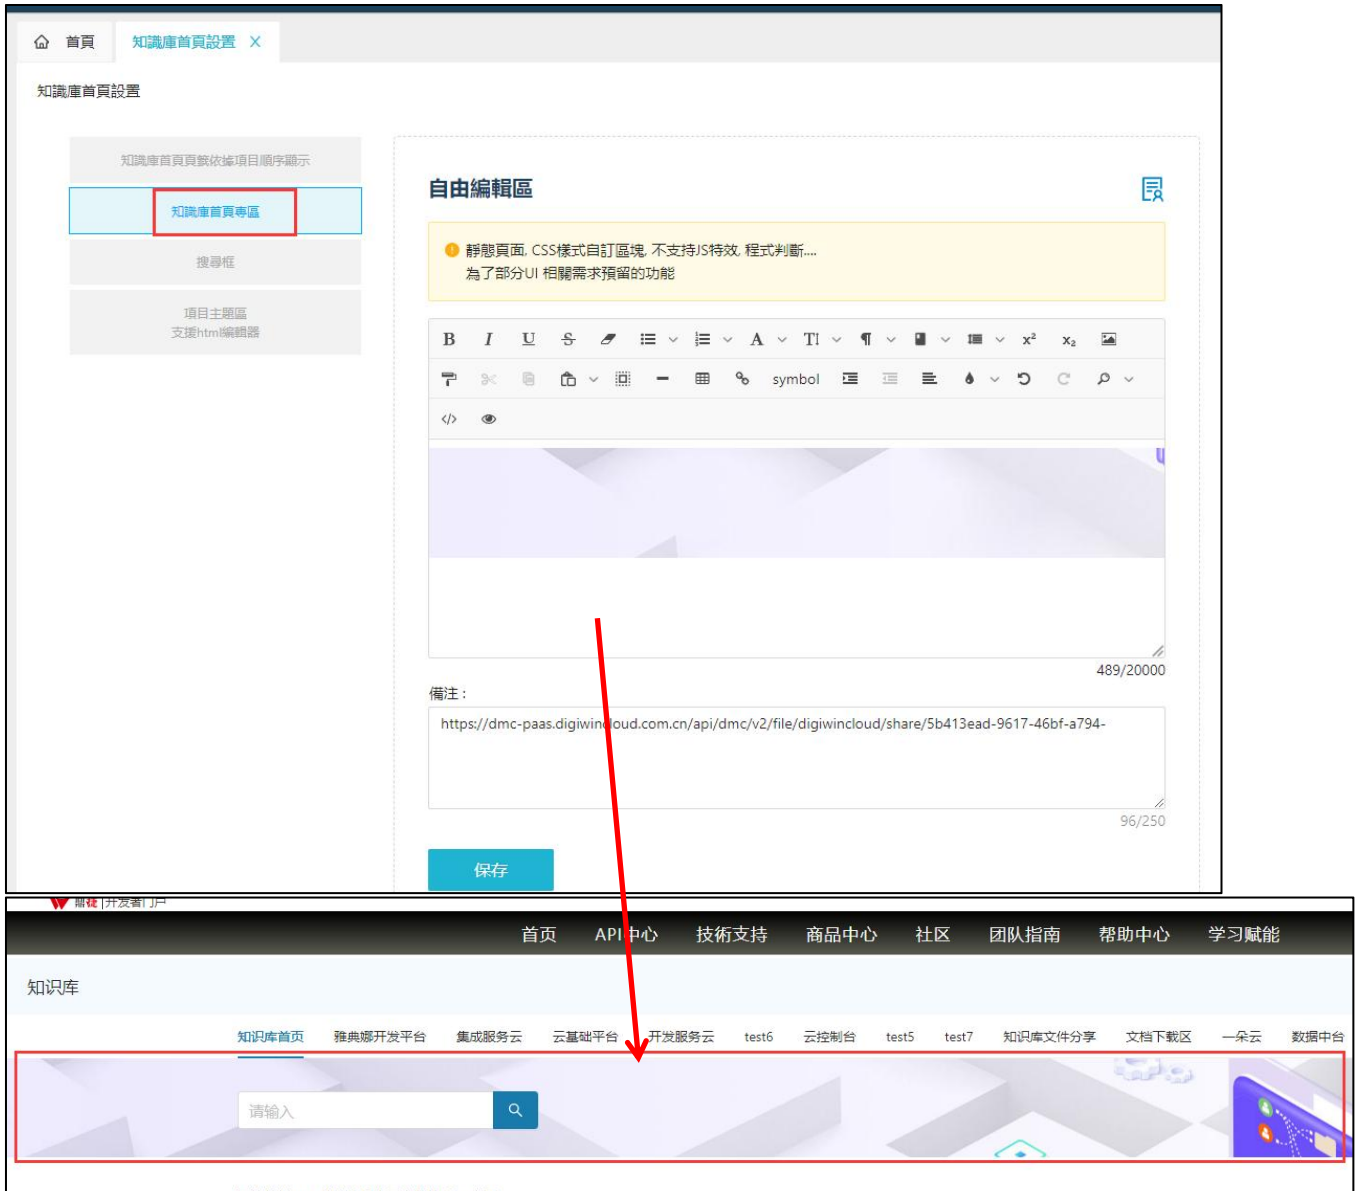 首頁
知識庫首頁設置 X
知識庫首頁設置
知識庫首頁頁籤依據項目順序顯示
知識庫首頁專區
搜尋框
項目主題區
支援html編輯器
自由編輯區
靜態頁面, CSS樣式自訂區塊, 不支持JS特效, 程式判斷....
為了部分UI 相關需求預留的功能
symbol
489/20000
備注 :
https://dmc-paas.digiwincloud.com.cn/api/dmc/v2/file/digiwincloud/share/5b413ead-9617-46bf-a794-
96/250
保存
鼎捷 | 开发者门户
首页 API中心 技術支持 商品中心 社区 团队指南 帮助中心 学习赋能
知识库
知识库首页 雅典娜开发平台 集成服务云 云基础平台 开发服务云 test6 云控制台 test5 test7 知识库文件分享 文档下载区 一朵云 数据中台
请输入